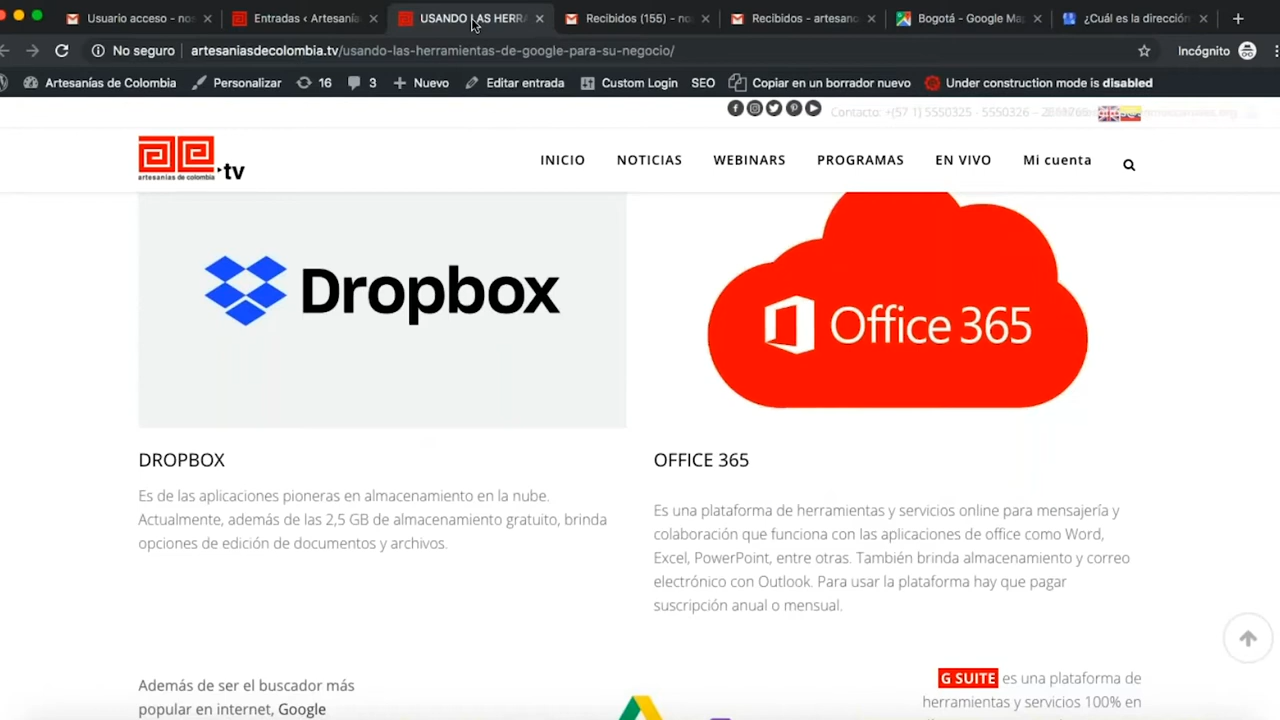 Usuario acceso - no
Entradas ‹ Artesanía
USANDO LAS HERRA
Recibidos (155) - no
Recibidos - artesano
Bogotá - Google Ma
¿Cuál es la dirección
No seguro
artesaniasdecolombia.tv/usando-las-herramientas-de-google-para-su-negocio/
Incógnito
Artesanías de Colombia
Personalizar
16
3
Nuevo
Editar entrada
Custom Login
SEO
Copiar en un borrador nuevo
Under construction mode is disabled
Contacto: +(57 1) 5550325 - 5550326 -
artesanías de colombia
tv
INICIO
NOTICIAS
WEBINARS
PROGRAMAS
EN VIVO
Mi cuenta
Dropbox
Office 365
DROPBOX
Es de las aplicaciones pioneras en almacenamiento en la nube.
Actualmente, además de las 2,5 GB de almacenamiento gratuito, brinda
opciones de edición de documentos y archivos.
OFFICE 365
Es una plataforma de herramientas y servicios online para mensajería y
colaboración que funciona con las aplicaciones de office como Word,
Excel, PowerPoint, entre otras. También brinda almacenamiento y correo
electrónico con Outlook. Para usar la plataforma hay que pagar
suscripción anual o mensual.
Además de ser el buscador más
popular en internet, Google
G SUITE es una plataforma de
herramientas y servicios 100% en